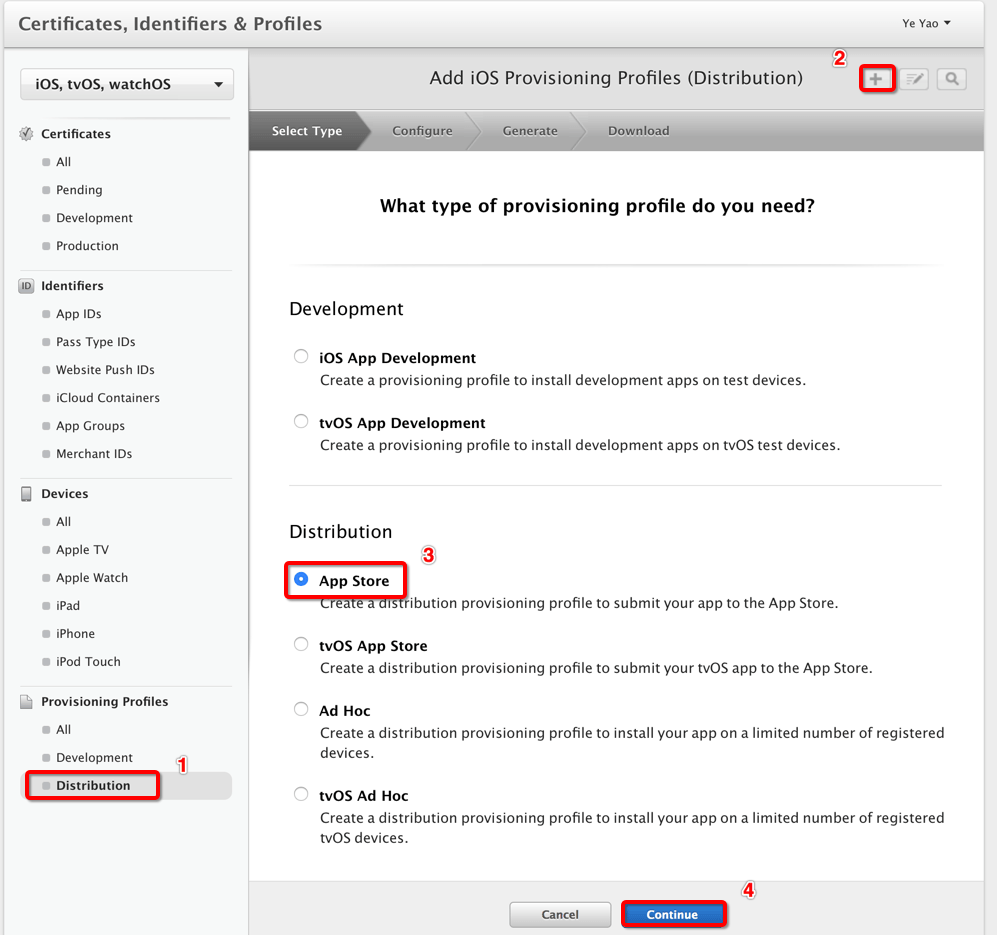 Certificates, Identifiers & Profiles
Ye Yao
iOS, tvOS, watchOS
Certificates
All
Pending
Development
Production
ID Identifiers
App IDs
Pass Type IDs
Website Push IDs
iCloud Containers
App Groups
Merchant IDs
Devices
All
Apple TV
Apple Watch
iPad
iPhone
iPod Touch
Provisioning Profiles
All
Development
1
Distribution
2
Add iOS Provisioning Profiles (Distribution)
Select Type
Configure
Generate
Download
What type of provisioning profile do you need?
Development
iOS App Development
Create a provisioning profile to install development apps on test devices.
tvOS App Development
Create a provisioning profile to install development apps on tvOS test devices.
Distribution
3
App Store
Create a distribution provisioning profile to submit your app to the App Store.
tvOS App Store
Create a distribution provisioning profile to submit your tvOS app to the App Store.
Ad Hoc
Create a distribution provisioning profile to install your app on a limited number of registered
devices.
tvOS Ad Hoc
Create a distribution provisioning profile to install your app on a limited number of registered
tvOS devices.
4
Cancel
Continue